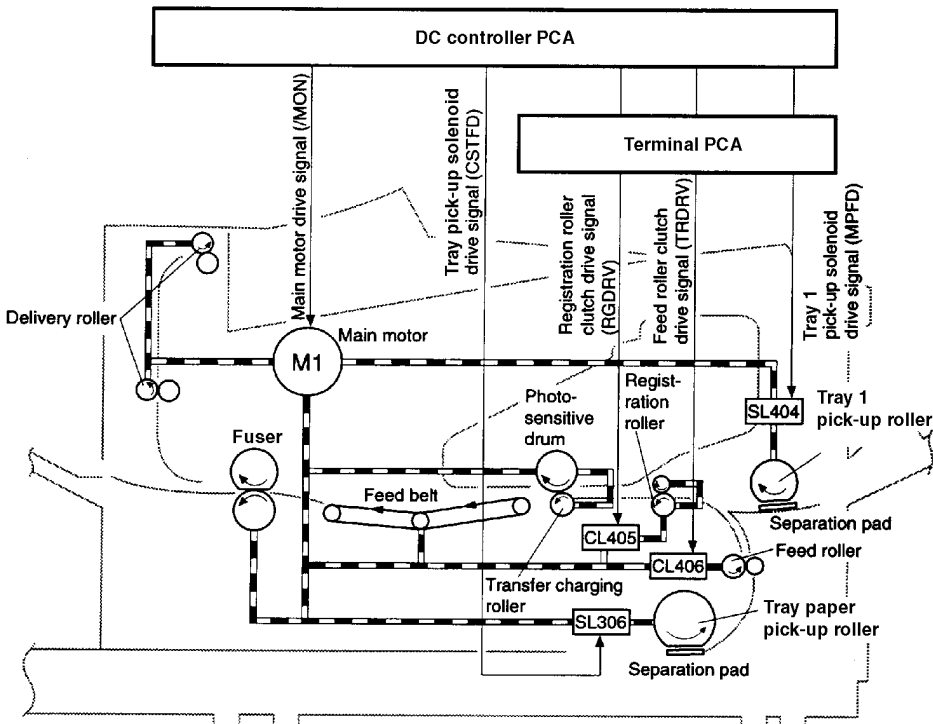 DC controller PCA
Terminal PCA
Main motor drive signal (/MON)
Tray pick-up solenoid
drive signal (CSTFD)
Registration roller
clutch drive signal
(RGDRV)
Feed roller clutch
drive signal (TRDRV)
Tray 1
pick-up solenoid
drive signal (MPFD)
Delivery roller
Main motor
M1
Photo-
sensitive
drum
Regist-
ration
roller
SL404
Tray 1
pick-up roller
Fuser
Feed belt
CL405
Separation pad
Feed roller
CL406
Transfer charging
roller
SL306
Tray paper
pick-up roller
Separation pad